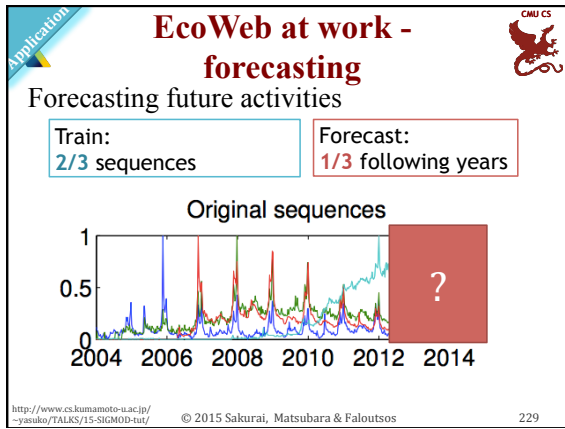 Application
CMU CS
EcoWeb at work -
forecasting
Forecasting future activities
Train:
2/3 sequences
Forecast:
1/3 following years
Original sequences
1
0.5
0
?
2004 2006 2008 2010 2012 2014
http://www.cs.kumamoto-u.ac.jp/
~yasuko/TALKS/15-SIGMOD-tut/
© 2015 Sakurai, Matsubara & Faloutsos
229